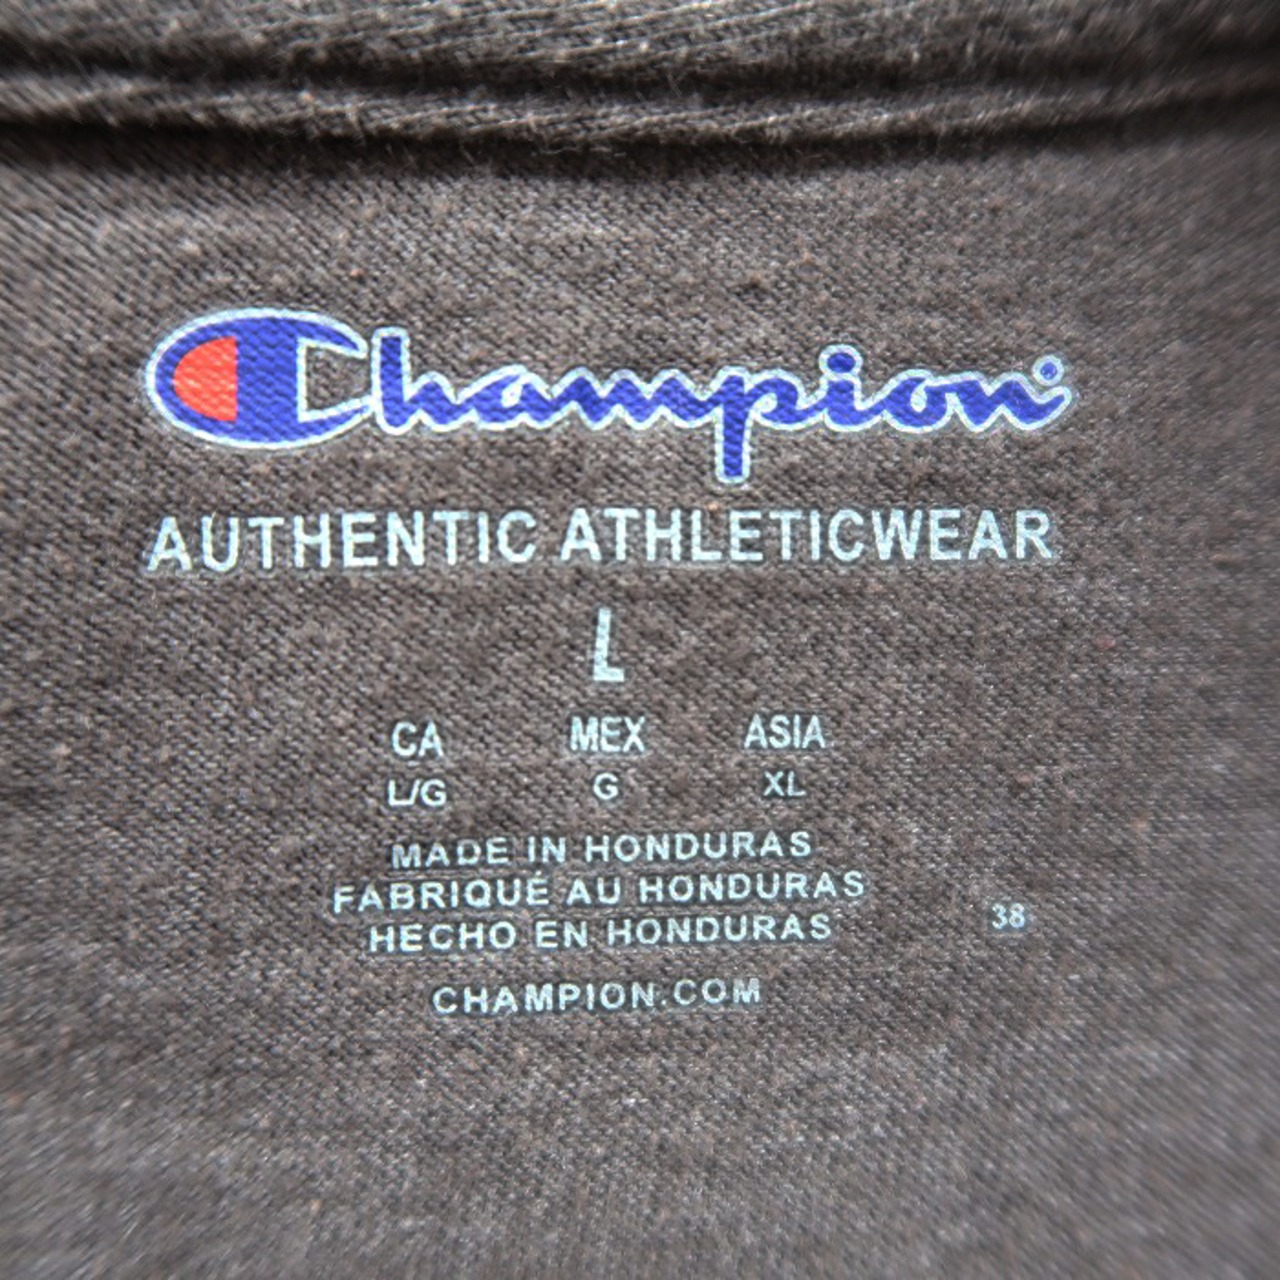 Champion
AUTHENTIC ATHLETICWEAR
L
CA MEX ASIA
L/G G XL
MADE IN HONDURAS
FABRIQUÉ AU HONDURAS
HECHO EN HONDURAS
38
CHAMPION.COM